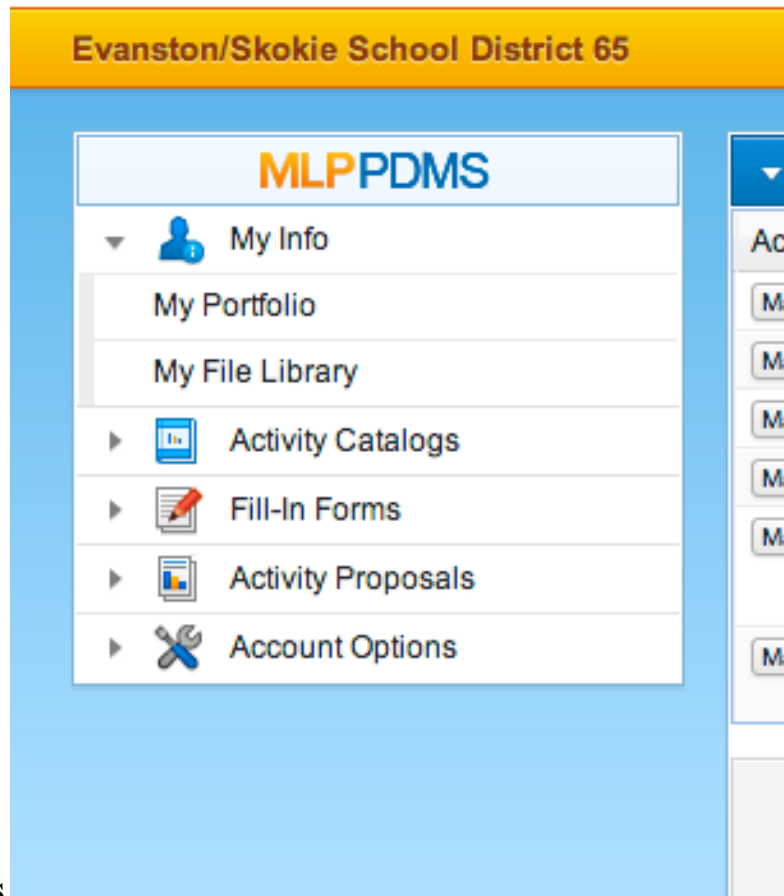 Evanston/Skokie School District 65
MLPPDMS
My Info
My Portfolio
My File Library
Activity Catalogs
Fill-In Forms
Activity Proposals
Account Options